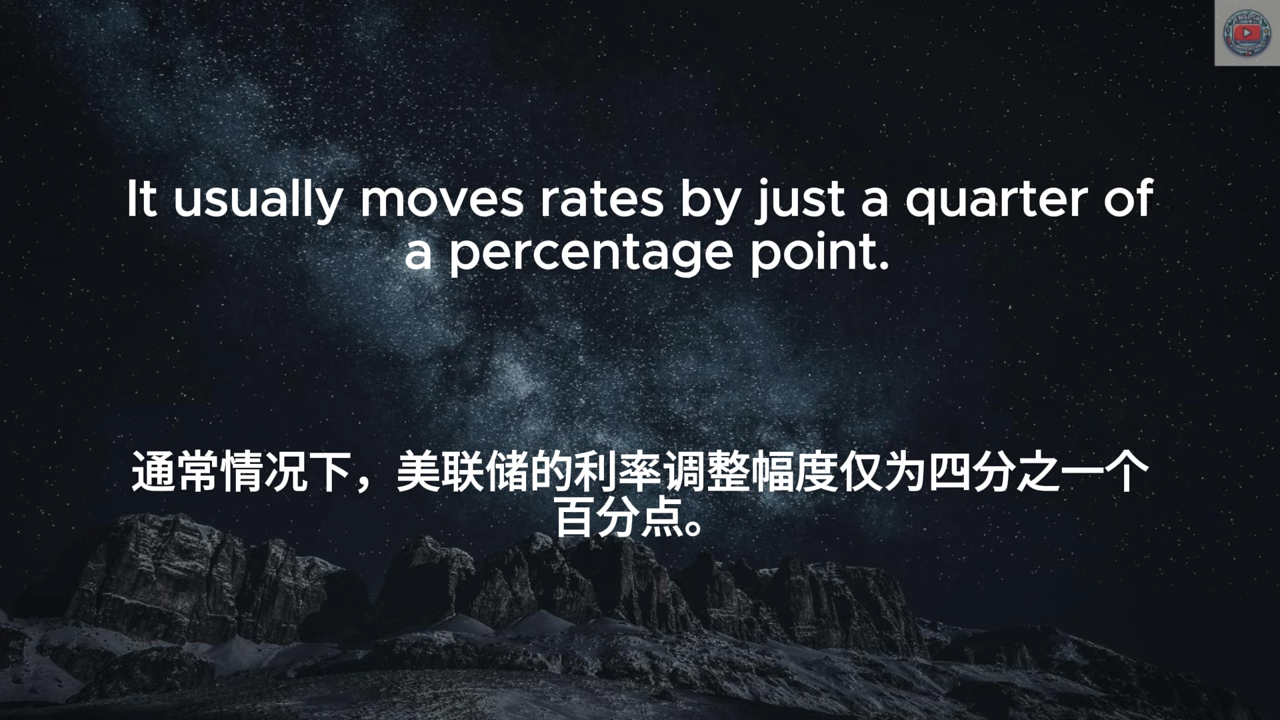 It usually moves rates by just a quarter of
a percentage point.
通常情况下，美联储的利率调整幅度仅为四分之一个
百分点。